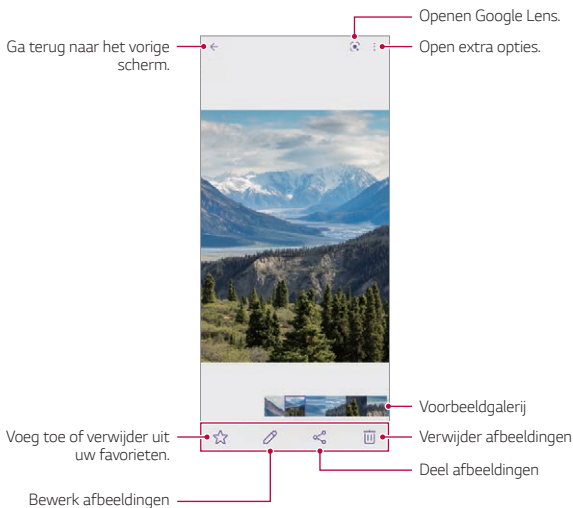 Openen Google Lens.
Ga terug naar het vorige
scherm.
Open extra opties.
Voorbeeldgalerij
Voeg toe of verwijder uit
uw favorieten.
Verwijder afbeeldingen
Deel afbeeldingen
Bewerk afbeeldingen